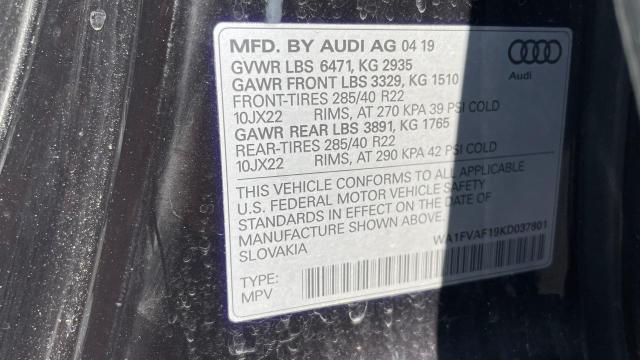 MFD. BY AUDI AG 04 19
GVWR LBS 6471, KG 2935
GAWR FRONT LBS 3329, KG 1510
FRONT-TIRES 285/40 R22
10JX22 RIMS, AT 270 KPA 39 PSI COLD
GAWR REAR LBS 3891, KG 1765
REAR-TIRES 285/40 R22
10JX22 RIMS, AT 290 KPA 42 PSI COLD
Audi
THIS VEHICLE CONFORMS TO ALL APPLICABLE
U.S. FEDERAL MOTOR VEHICLE SAFETY
STANDARDS IN EFFECT ON THE DATE OF
MANUFACTURE SHOWN ABOVE.
SLOVAKIA
WA1FVAF19KD037801
TYPE:
MPV